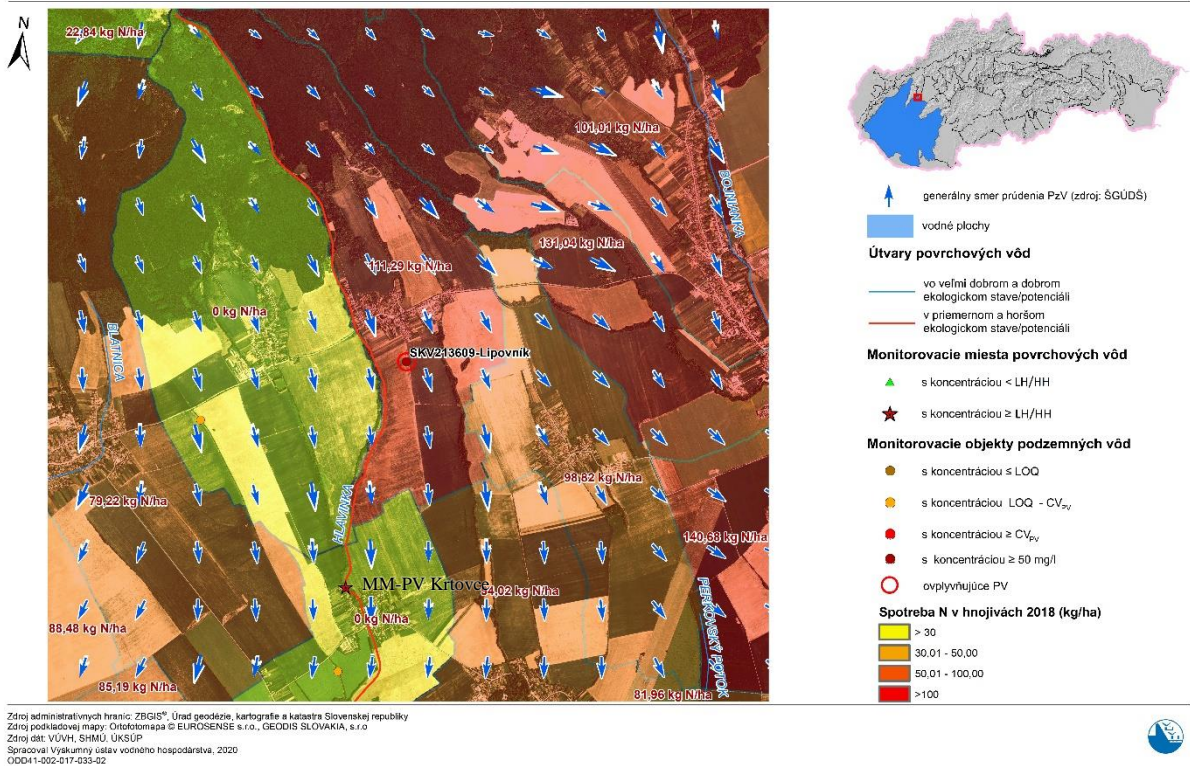 N
22,84 kg N/ha
101,01 kg N/ha
BOJNIANKA
131,04 kg N/ha
111,29 kg N/ha
0 kg N/ha
BLATNICA
SKV213609-Lipovník
98,82 kg N/ha
79,22 kg N/ha
HLAVINKA
140,68 kg N/ha
MM-PV Krtovce
0 kg N/ha
PERKOVSKÝ POTOK
88,48 kg N/ha
85,19 kg N/ha
81,96 kg N/ha
generálny smer prúdenia PzV (zdroj: ŠGÚDŠ)
vodné plochy
Útvary povrchových vôd
vo veľmi dobrom a dobrom
ekologickom stave/potenciáli
v priemernom a horšom
ekologickom stave/potenciáli
Monitorovacie miesta povrchových vôd
s koncentráciou < LH/HH
s koncentráciou ≥ LH/HH
Monitorovacie objekty podzemných vôd
s koncentráciou ≤ LOQ
s koncentráciou LOQ - CVPV
s koncentráciou ≥ CVPV
s koncentráciou ≥ 50 mg/l
ovplyvňujúce PV
Spotreba N v hnojivách 2018 (kg/ha)
> 30
30,01 - 50,00
50,01 - 100,00
>100
Zdroj administratívnych hraníc: ZBGIS®, Úrad geodézie, kartografie a katastra Slovenskej republiky
Zdroj podkladovej mapy: Ortofotomapa © EUROSENSE s.r.o., GEODIS SLOVAKIA, s.r.o
Zdroj dát: VÚVH, SHMÚ, ÚKSÚP
Spracoval Výskumný ústav vodného hospodárstva, 2020
ODD41-002-017-033-02